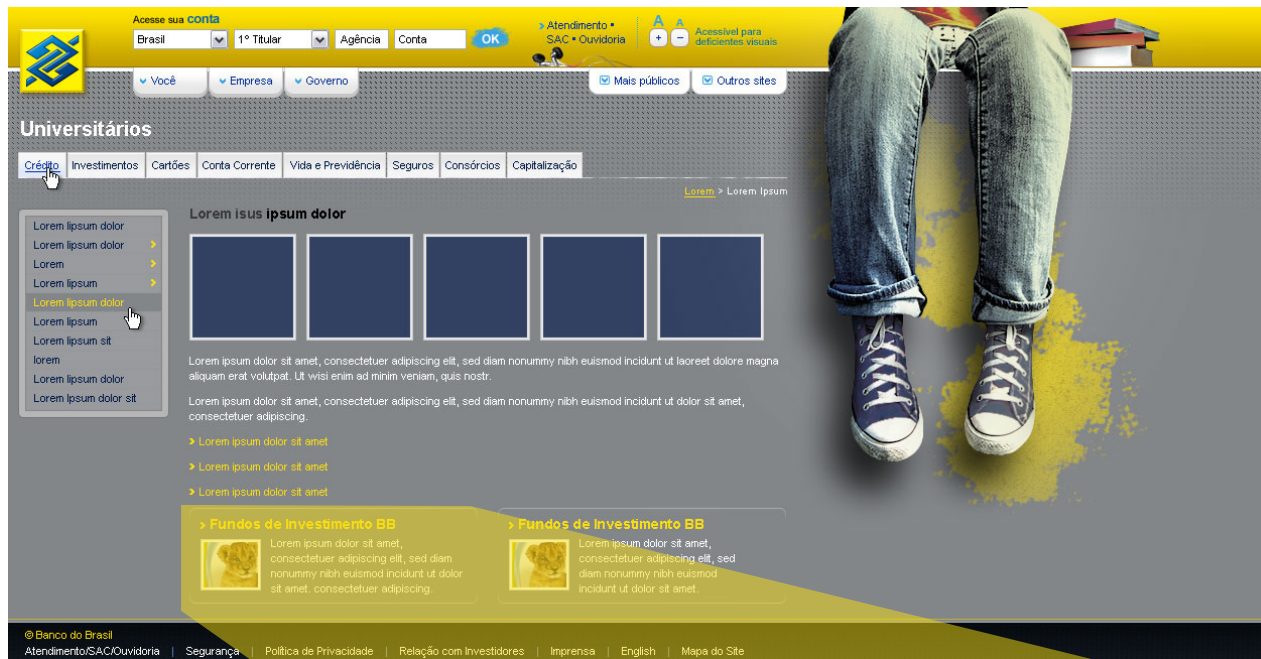 Acesse sua conta
Brasil 1º Titular Agência Conta OK
Atendimento •
SAC • Ouvidoria
A A
+ −
Acessível para
deficientes visuais
Você Empresa Governo
Mais públicos Outros sites
Universitários
Crédito Investimentos Cartões Conta Corrente Vida e Previdência Seguros Consórcios Capitalização
Lorem > Lorem Ipsum
Lorem lipsum dolor
Lorem lipsum dolor
Lorem
Lorem lipsum
Lorem lipsum dolor
Lorem lipsum
Lorem lipsum sit
lorem
Lorem lipsum dolor
Lorem Ipsum dolor sit
Lorem isus ipsum dolor
Lorem ipsum dolor sit amet, consectetuer adipiscing elit, sed diam nonummy nibh euismod incidunt ut laoreet dolore magna
aliquam erat volutpat. Ut wisi enim ad minim veniam, quis nostr.
Lorem ipsum dolor sit amet, consectetuer adipiscing elit, sed diam nonummy nibh euismod incidunt ut dolor sit amet,
consectetuer adipiscing.
Lorem ipsum dolor sit amet
Lorem ipsum dolor sit amet
Lorem ipsum dolor sit amet
Fundos de Investimento BB
Lorem ipsum dolor sit amet,
consectetuer adipiscing elit, sed diam
nonummy nibh euismod incidunt ut dolor
sit amet. consectetuer adipiscing.
Fundos de Investimento BB
Lorem ipsum dolor sit amet,
consectetuer adipiscing elit, sed
diam nonummy nibh euismod
incidunt ut dolor sit amet.
© Banco do Brasil
Atendimento/SAC/Ouvidoria | Segurança | Política de Privacidade | Relação com Investidores | Imprensa | English | Mapa do Site